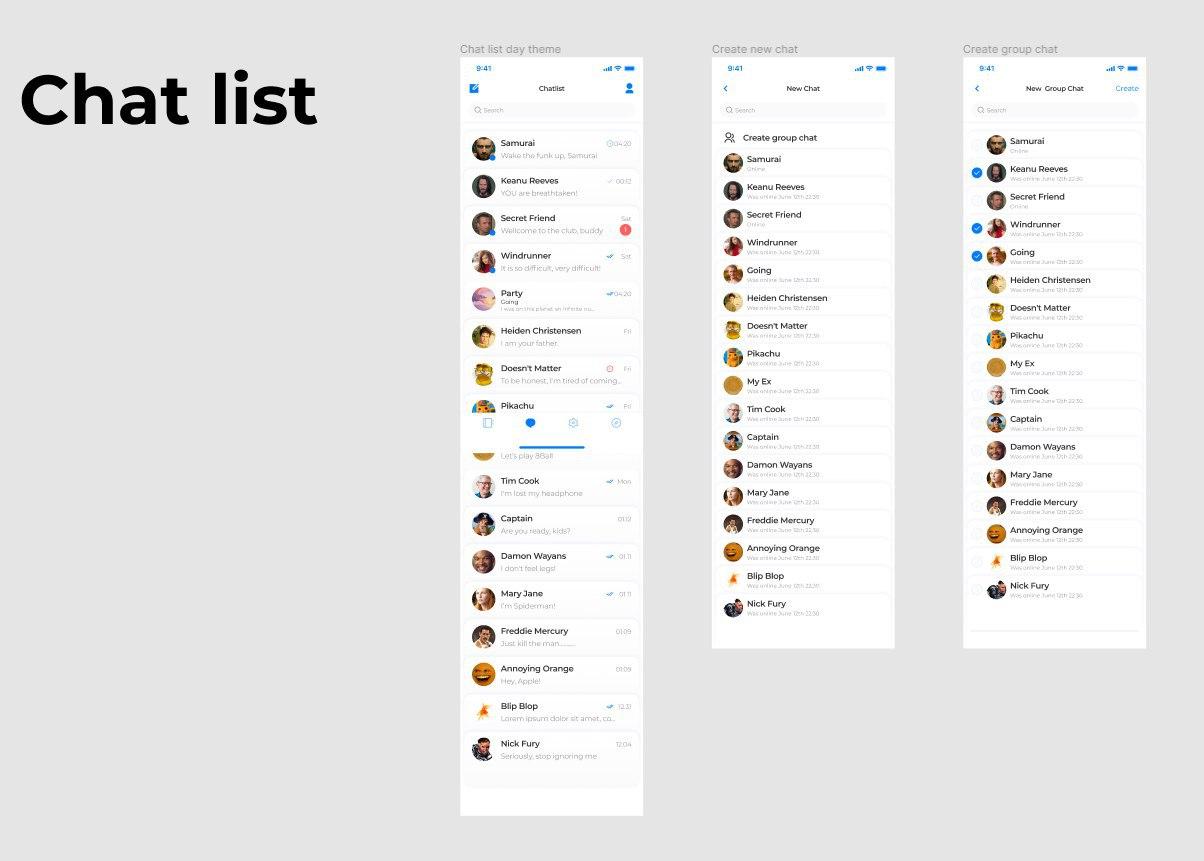 Chat list
Chat list day theme
9:41
Chatlist
Search
Samurai
04:20
Wake the funk up, Samurai
Keanu Reeves
00:12
YOU are breathtaken!
Secret Friend
Sat
Wellcome to the club, buddy
1
Windrunner
Sat
It is so difficult, very difficult!
Party
04:20
Going
I was on this planet an infinite nu...
Heiden Christensen
Fri
I am your father.
Doesn't Matter
Fri
To be honest, I'm tired of coming...
Pikachu
Fri
Let's play 8Ball
Tim Cook
Mon
I'm lost my headphone
Captain
01:12
Are you ready, kids?
Damon Wayans
01.11
I don't feel legs!
Mary Jane
01 11
I'm Spiderman!
Freddie Mercury
01:09
Just kill the man..........
Annoying Orange
01:09
Hey, Apple!
Blip Blop
12.31
Lorem ipsum dolor sit amet, co...
Nick Fury
12.04
Seriously, stop ignoring me
Create new chat
9:41
New Chat
Search
Create group chat
Samurai
Online
Keanu Reeves
Was online June 12th 22:30
Secret Friend
Online
Windrunner
Was online June 12th 22:30
Going
Was online June 12th 22:30
Heiden Christensen
Was online June 12th 22:30
Doesn't Matter
Was online June 12th 22:30
Pikachu
Was online June 12th 22:30
My Ex
Was online June 12th 22:30
Tim Cook
Was online June 12th 22:30
Captain
Was online June 12th 22:30
Damon Wayans
Was online June 12th 22:30
Mary Jane
Was online June 12th 22:30
Freddie Mercury
Was online June 12th 22:30
Annoying Orange
Was online June 12th 22:30
Blip Blop
Was online June 12th 22:30
Nick Fury
Was online June 12th 22:30
Create group chat
9:41
New Group Chat
Create
Search
Samurai
Online
Keanu Reeves
Was online June 12th 22:30
Secret Friend
Online
Windrunner
Was online June 12th 22:30
Going
Was online June 12th 22:30
Heiden Christensen
Was online June 12th 22:30
Doesn't Matter
Was online June 12th 22:30
Pikachu
Was online June 12th 22:30
My Ex
Was online June 12th 22:30
Tim Cook
Was online June 12th 22:30
Captain
Was online June 12th 22:30
Damon Wayans
Was online June 12th 22:30
Mary Jane
Was online June 12th 22:30
Freddie Mercury
Was online June 12th 22:30
Annoying Orange
Was online June 12th 22:30
Blip Blop
Was online June 12th 22:30
Nick Fury
Was online June 12th 22:30